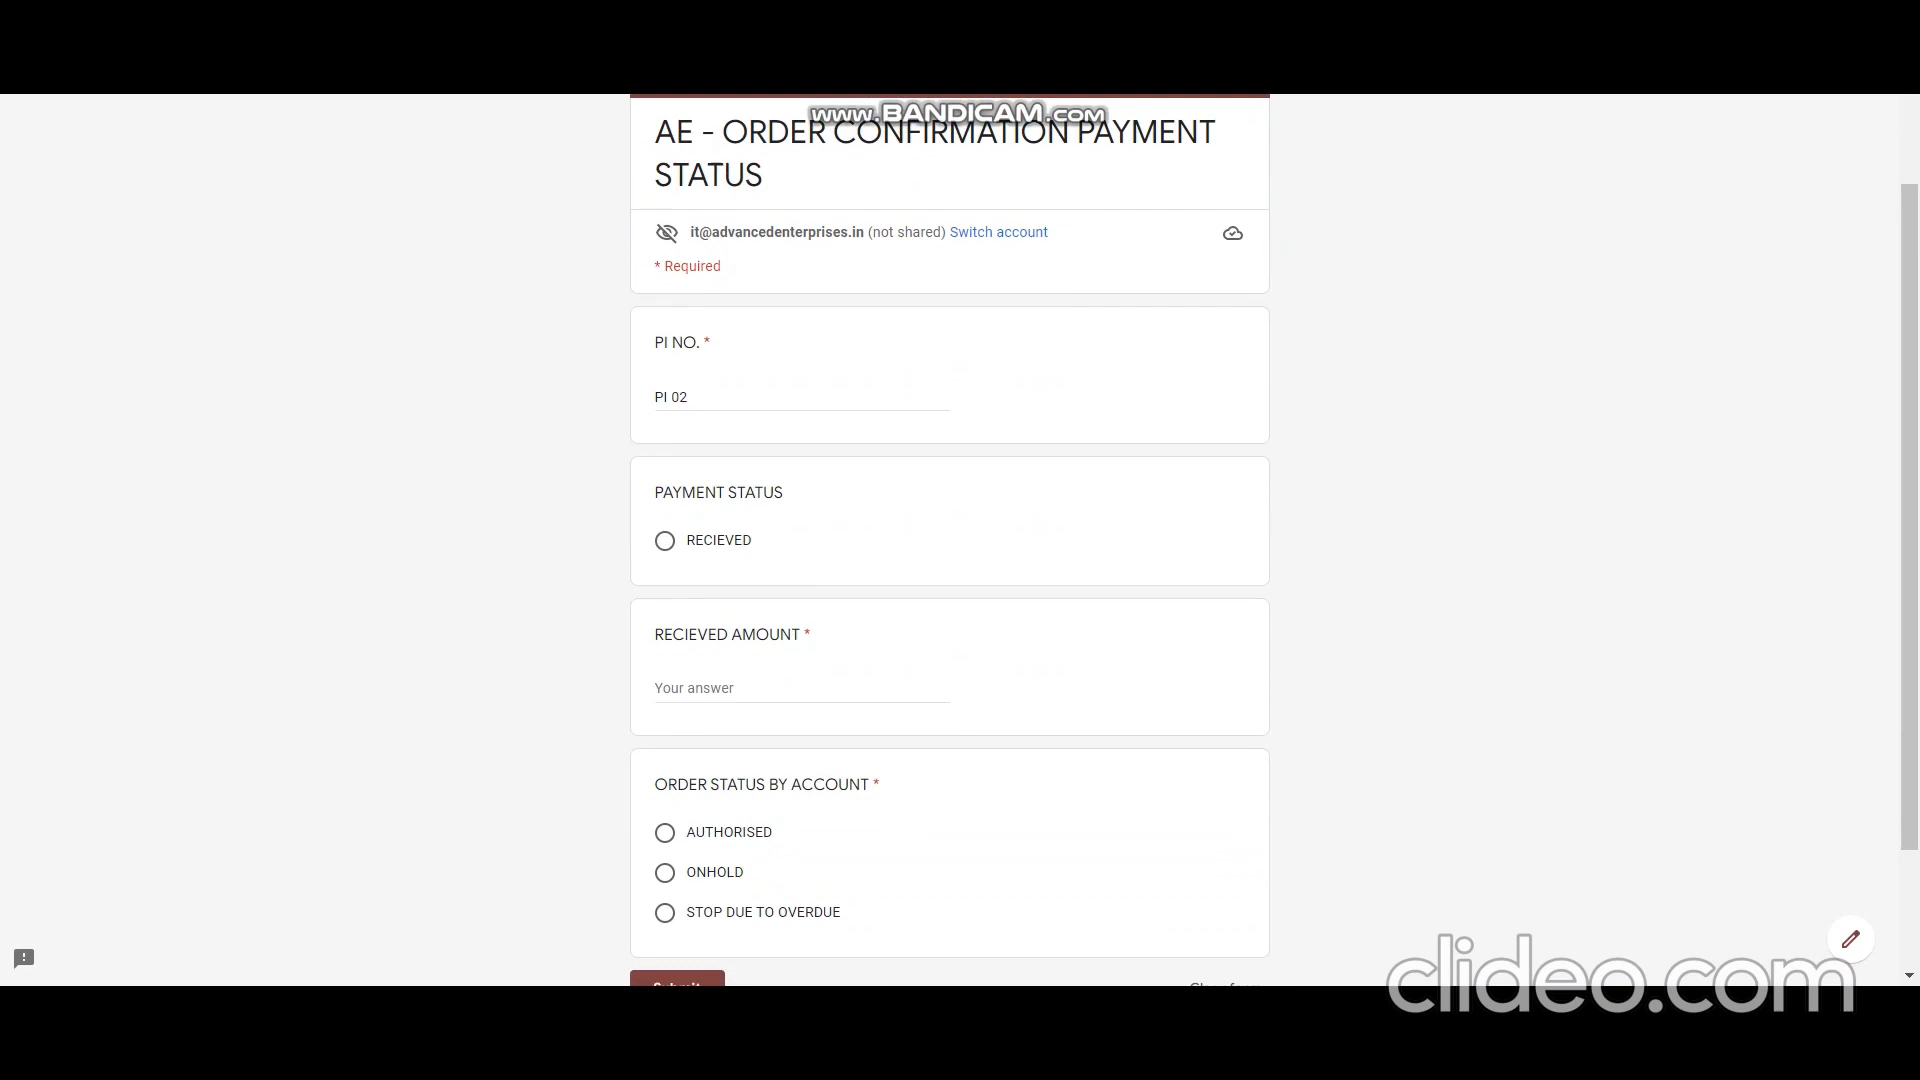 www.BANDICAM.com
AE - ORDER CONFIRMATION PAYMENT
STATUS
it@advancedenterprises.in (not shared) Switch account
* Required
PI NO. *
PI 02
PAYMENT STATUS
RECIEVED
RECIEVED AMOUNT *
Your answer
ORDER STATUS BY ACCOUNT *
AUTHORISED
ONHOLD
STOP DUE TO OVERDUE
clideo.com